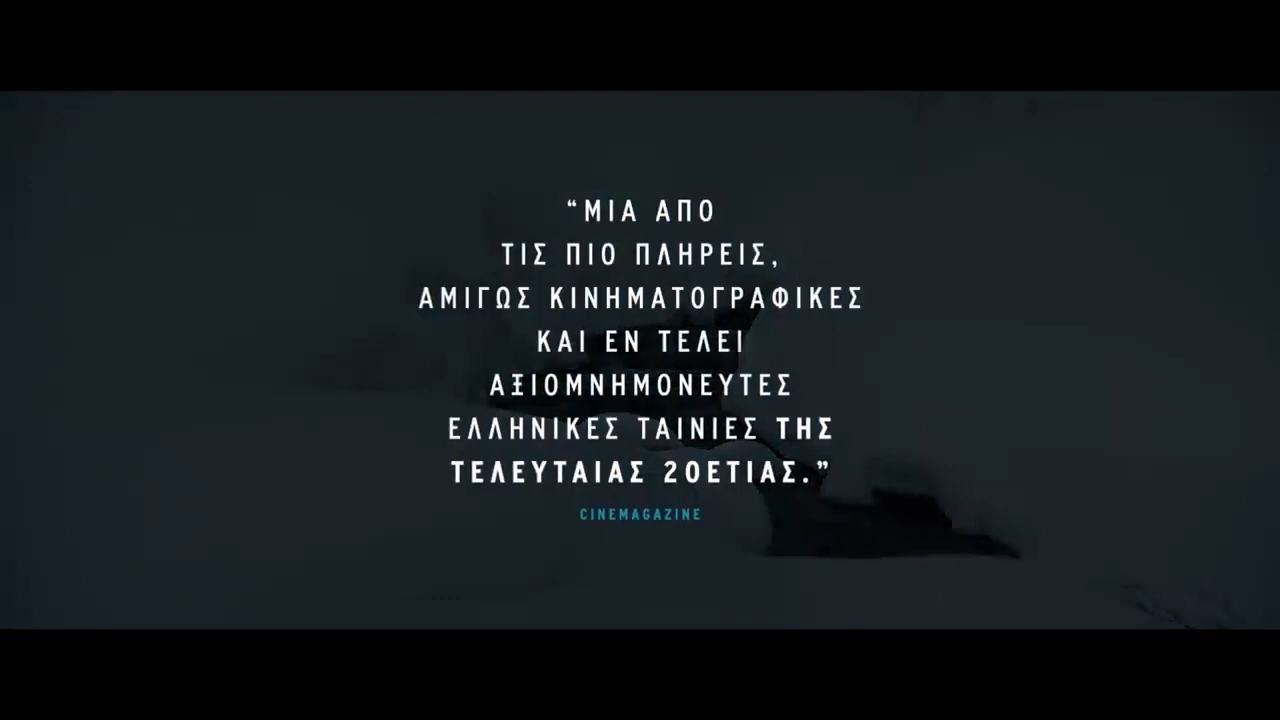 “ΜΙΑ ΑΠΟ
ΤΙΣ ΠΙΟ ΠΛΗΡΕΙΣ,
ΑΜΙΓΩΣ ΚΙΝΗΜΑΤΟΓΡΑΦΙΚΕΣ
ΚΑΙ ΕΝ ΤΕΛΕΙ
ΑΞΙΟΜΝΗΜΟΝΕΥΤΕΣ
ΕΛΛΗΝΙΚΕΣ ΤΑΙΝΙΕΣ ΤΗΣ
ΤΕΛΕΥΤΑΙΑΣ 20ΕΤΙΑΣ.”
CINEMAGAZINE